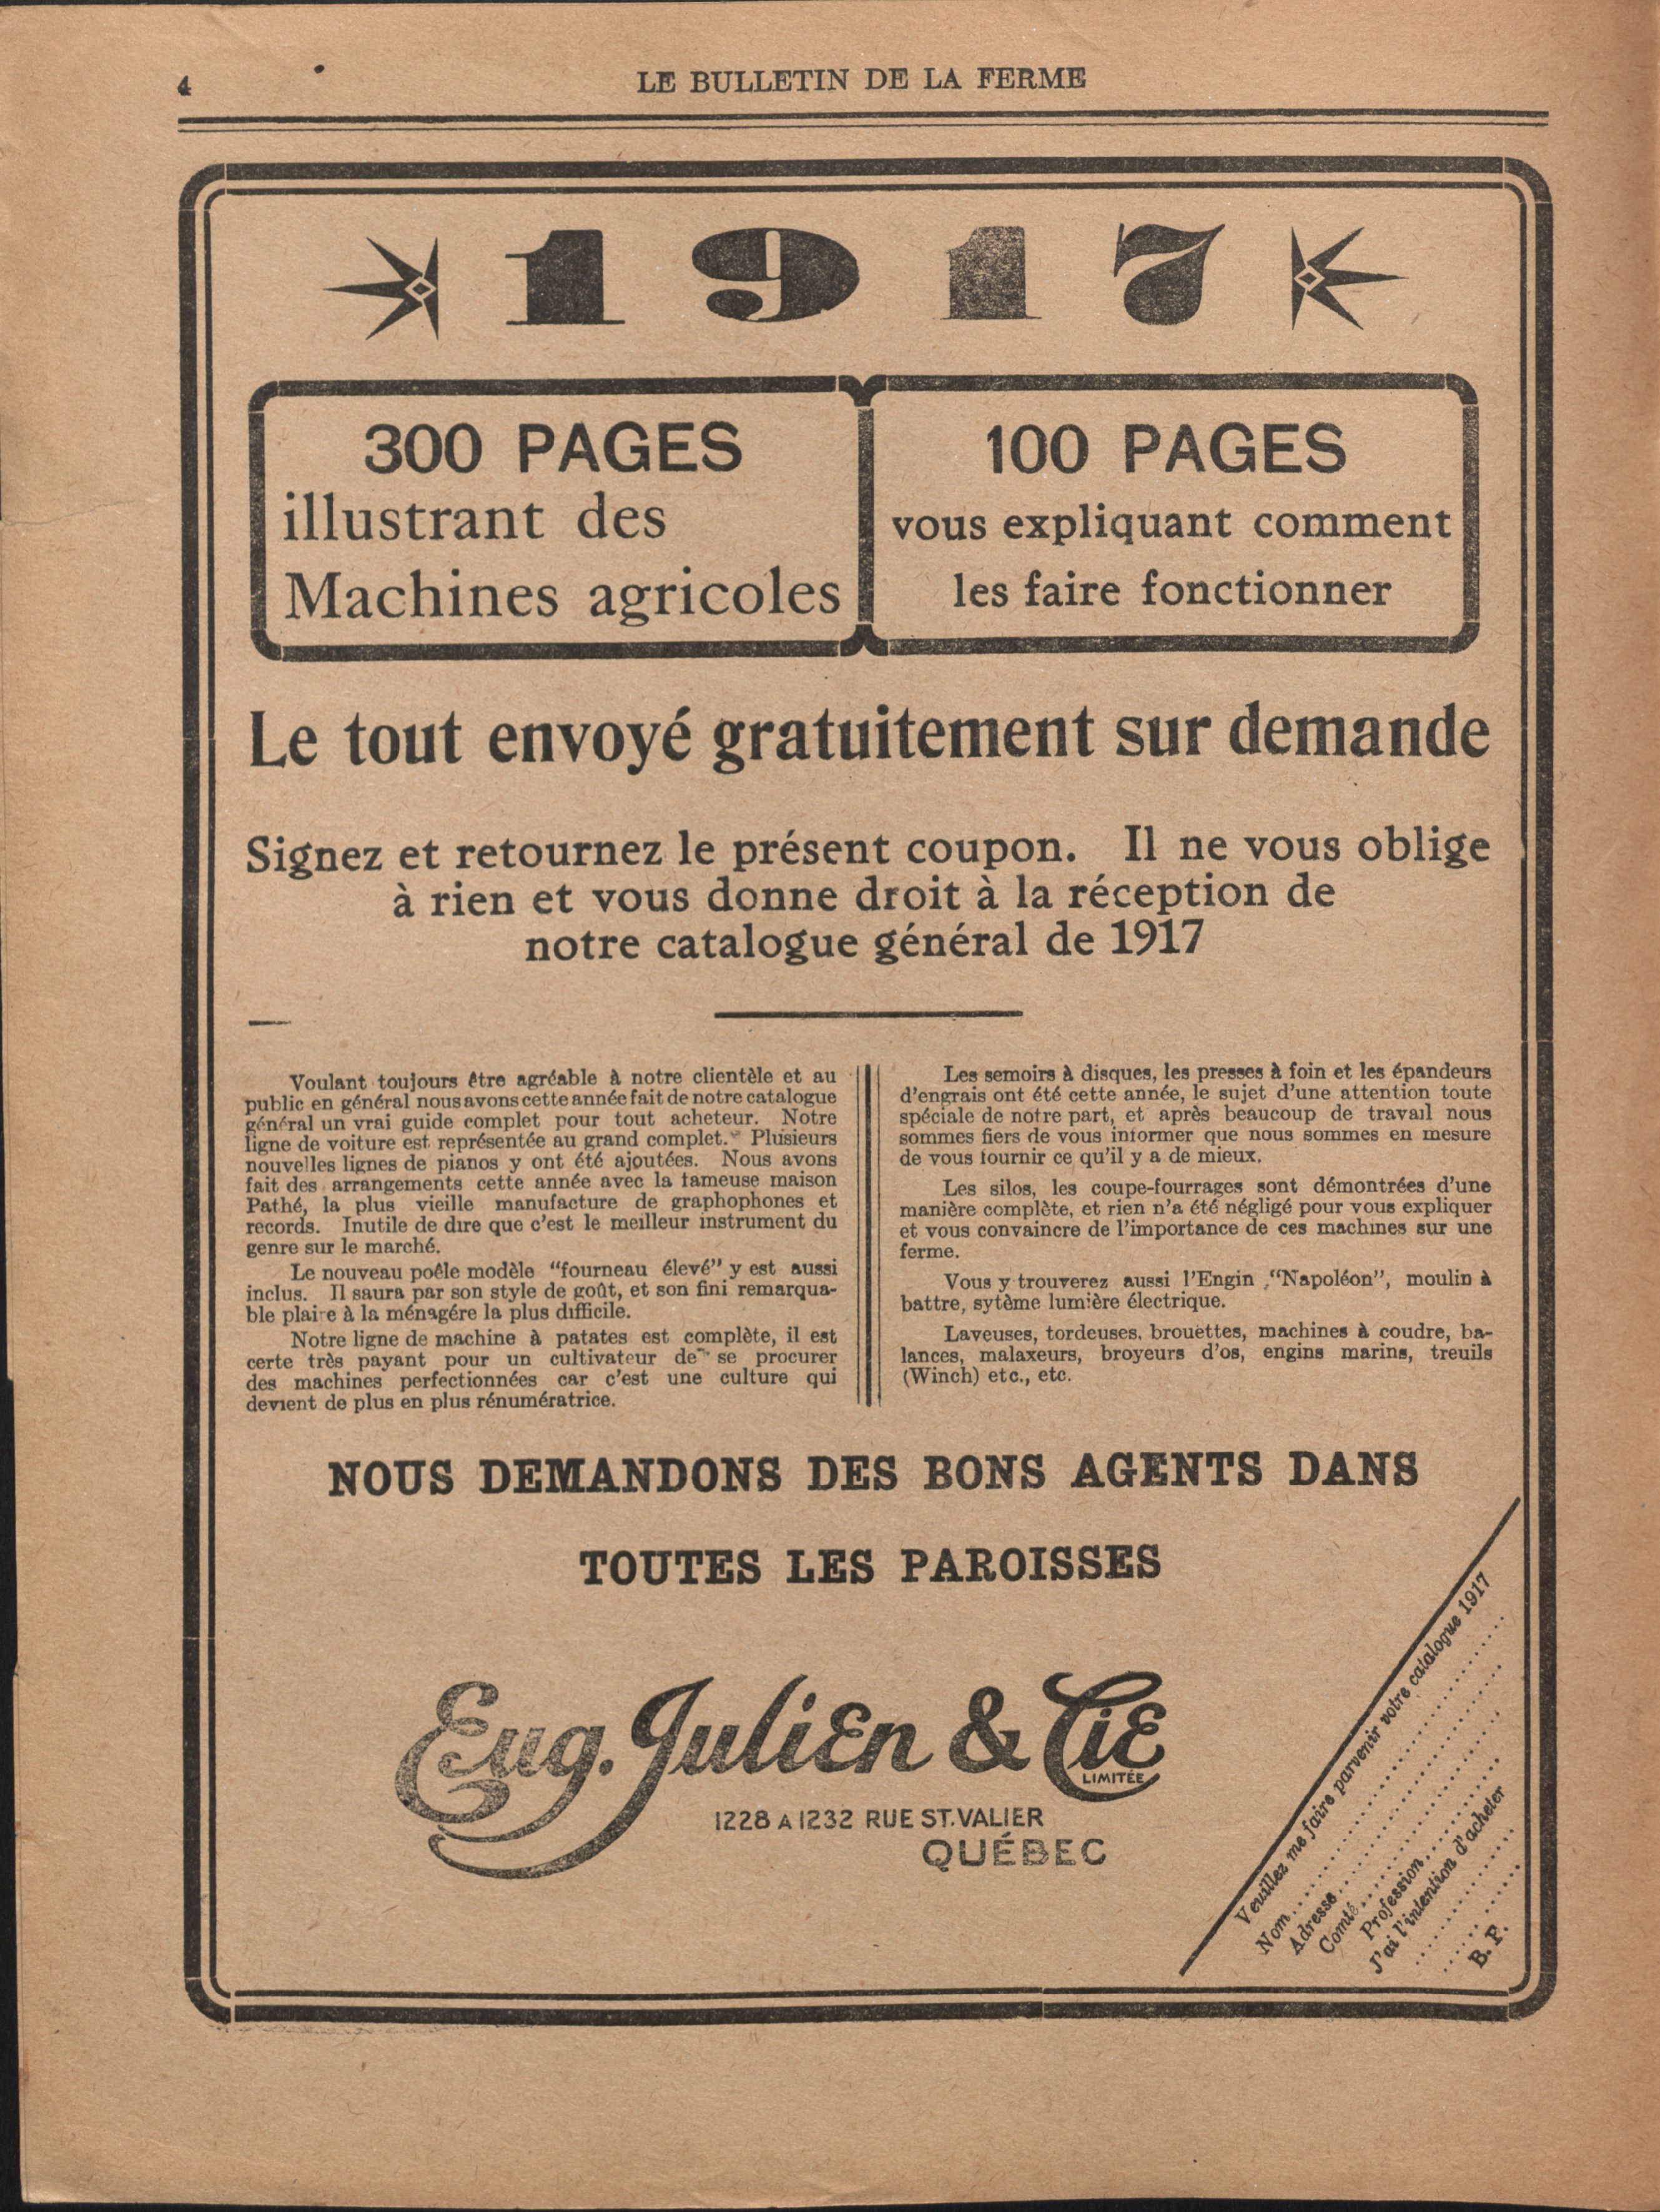 4
LE BULLETIN DE LA FERME
1917
300 PAGES
illustrant des
Machines agricoles
100 PAGES
vous expliquant comment
les faire fonctionner
Le tout envoyé gratuitement sur demande
Signez et retournez le présent coupon. Il ne vous oblige
à rien et vous donne droit à la réception de
notre catalogue général de 1917
Voulant toujours être agréable à notre clientèle et au
public en général nous avons cette année fait de notre catalogue
général un vrai guide complet pour tout acheteur. Notre
ligne de voiture est représentée au grand complet. Plusieurs
nouvelles lignes de pianos y ont été ajoutées. Nous avons
fait des arrangements cette année avec la fameuse maison
Pathé, la plus vieille manufacture de graphophones et
records. Inutile de dire que c'est le meilleur instrument du
genre sur le marché.
Le nouveau poêle modèle "fourneau élevé" y est aussi
inclus. Il saura par son style de goût, et son fini remarqua-
ble plaire à la ménagére la plus difficile.
Notre ligne de machine à patates est complète, il est
certe très payant pour un cultivateur de se procurer
des machines perfectionnées car c'est une culture qui
devient de plus en plus rénumératrice.
Les semoirs à disques, les presses à foin et les épandeurs
d'engrais ont été cette année, le sujet d'une attention toute
spéciale de notre part, et après beaucoup de travail nous
sommes fiers de vous informer que nous sommes en mesure
de vous fournir ce qu'il y a de mieux.
Les silos, les coupe-fourrages sont démontrées d'une
manière complète, et rien n'a été négligé pour vous expliquer
et vous convaincre de l'importance de ces machines sur une
ferme.
Vous y trouverez aussi l'Engin "Napoléon", moulin à
battre, sytème lumière électrique.
Laveuses, tordeuses, brouettes, machines à coudre, ba-
lances, malaxeurs, broyeurs d'os, engins marins, treuils
(Winch) etc., etc.
NOUS DEMANDONS DES BONS AGENTS DANS
TOUTES LES PAROISSES
Eug. Julien & Cie
LIMITÉE
1228 A 1232 RUE ST. VALIER
QUÉBEC
Veuillez me faire parvenir votre catalogue 1917
Nom
Adresse
Comté
Profession
J'ai l'intention d'acheter
B. F.